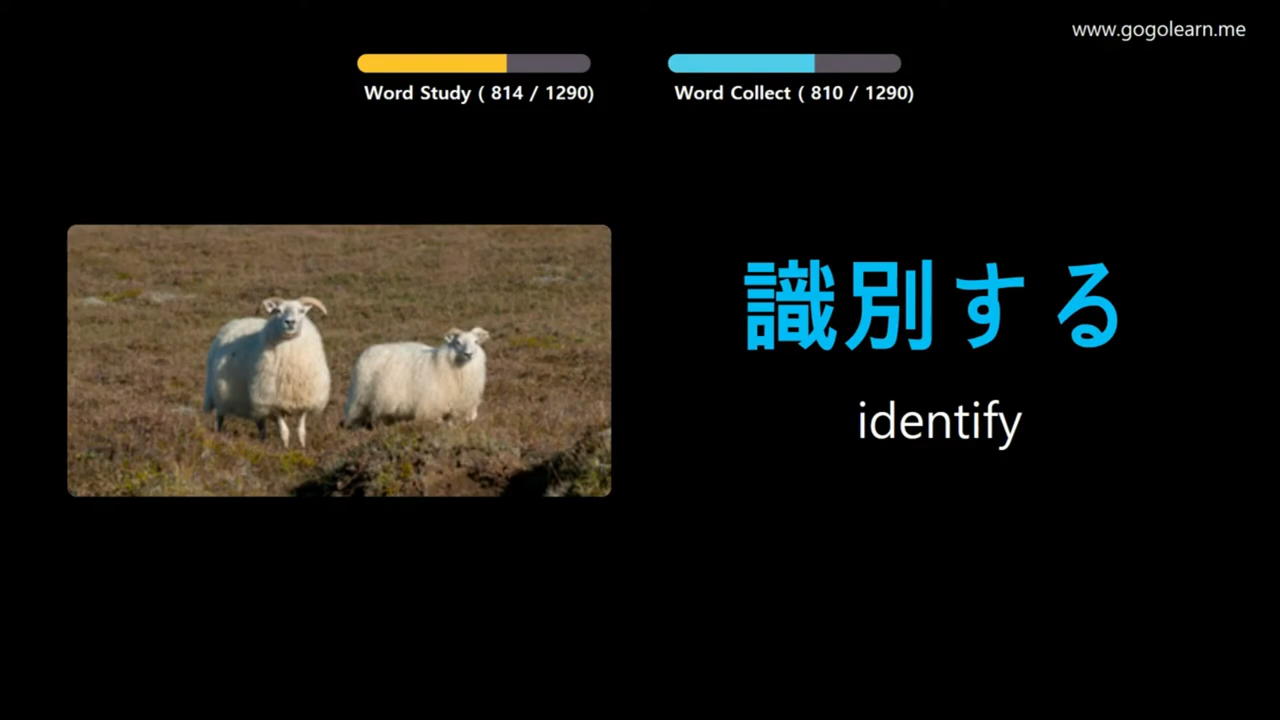 www.gogolearn.me
Word Study ( 814 / 1290)
Word Collect ( 810 / 1290)
識別する
identify